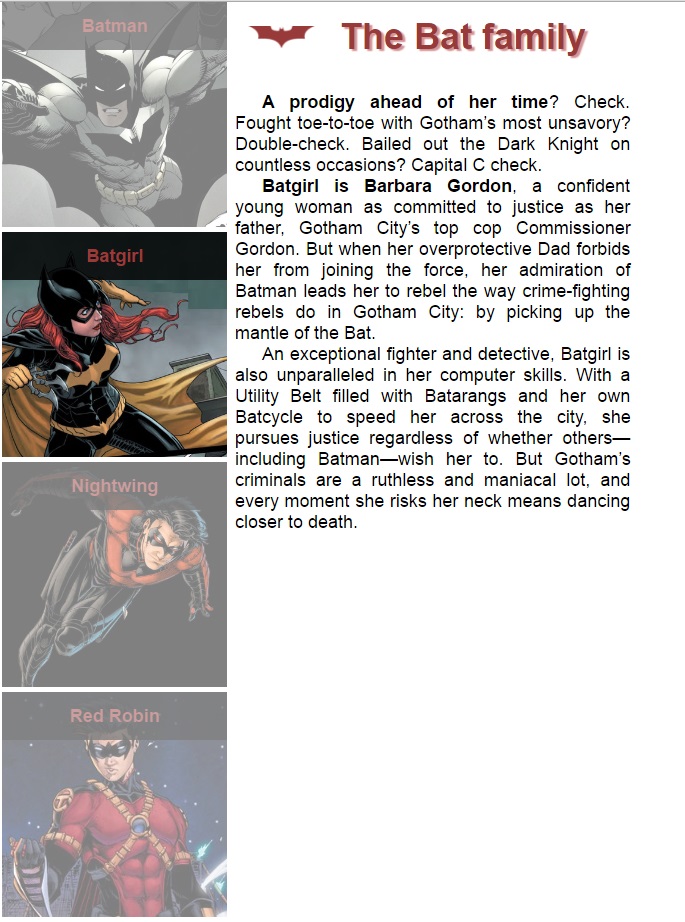 Batman
The Bat family
A prodigy ahead of her time? Check.
Fought toe-to-toe with Gotham’s most unsavory?
Double-check. Bailed out the Dark Knight on
countless occasions? Capital C check.
Batgirl is Barbara Gordon, a confident
young woman as committed to justice as her
father, Gotham City’s top cop Commissioner
Gordon. But when her overprotective Dad forbids
her from joining the force, her admiration of
Batman leads her to rebel the way crime-fighting
rebels do in Gotham City: by picking up the
mantle of the Bat.
An exceptional fighter and detective, Batgirl is
also unparalleled in her computer skills. With a
Utility Belt filled with Batarangs and her own
Batcycle to speed her across the city, she
pursues justice regardless of whether others—
including Batman—wish her to. But Gotham’s
criminals are a ruthless and maniacal lot, and
every moment she risks her neck means dancing
closer to death.
Batgirl
Nightwing
Red Robin